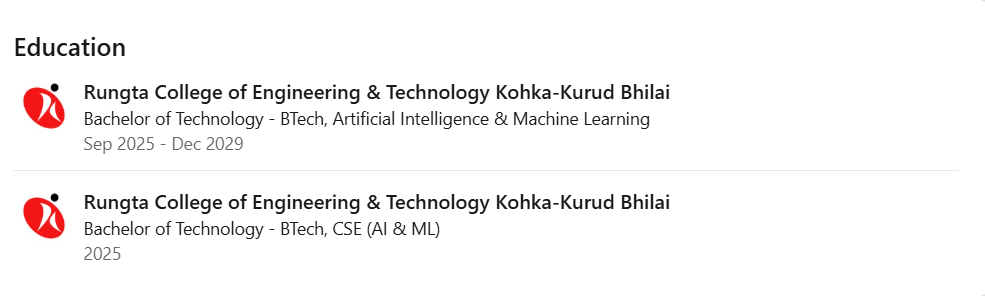 Education
Rungta College of Engineering & Technology Kohka-Kurud Bhilai
Bachelor of Technology - BTech, Artificial Intelligence & Machine Learning
Sep 2025 - Dec 2029
Rungta College of Engineering & Technology Kohka-Kurud Bhilai
Bachelor of Technology - BTech, CSE (AI & ML)
2025